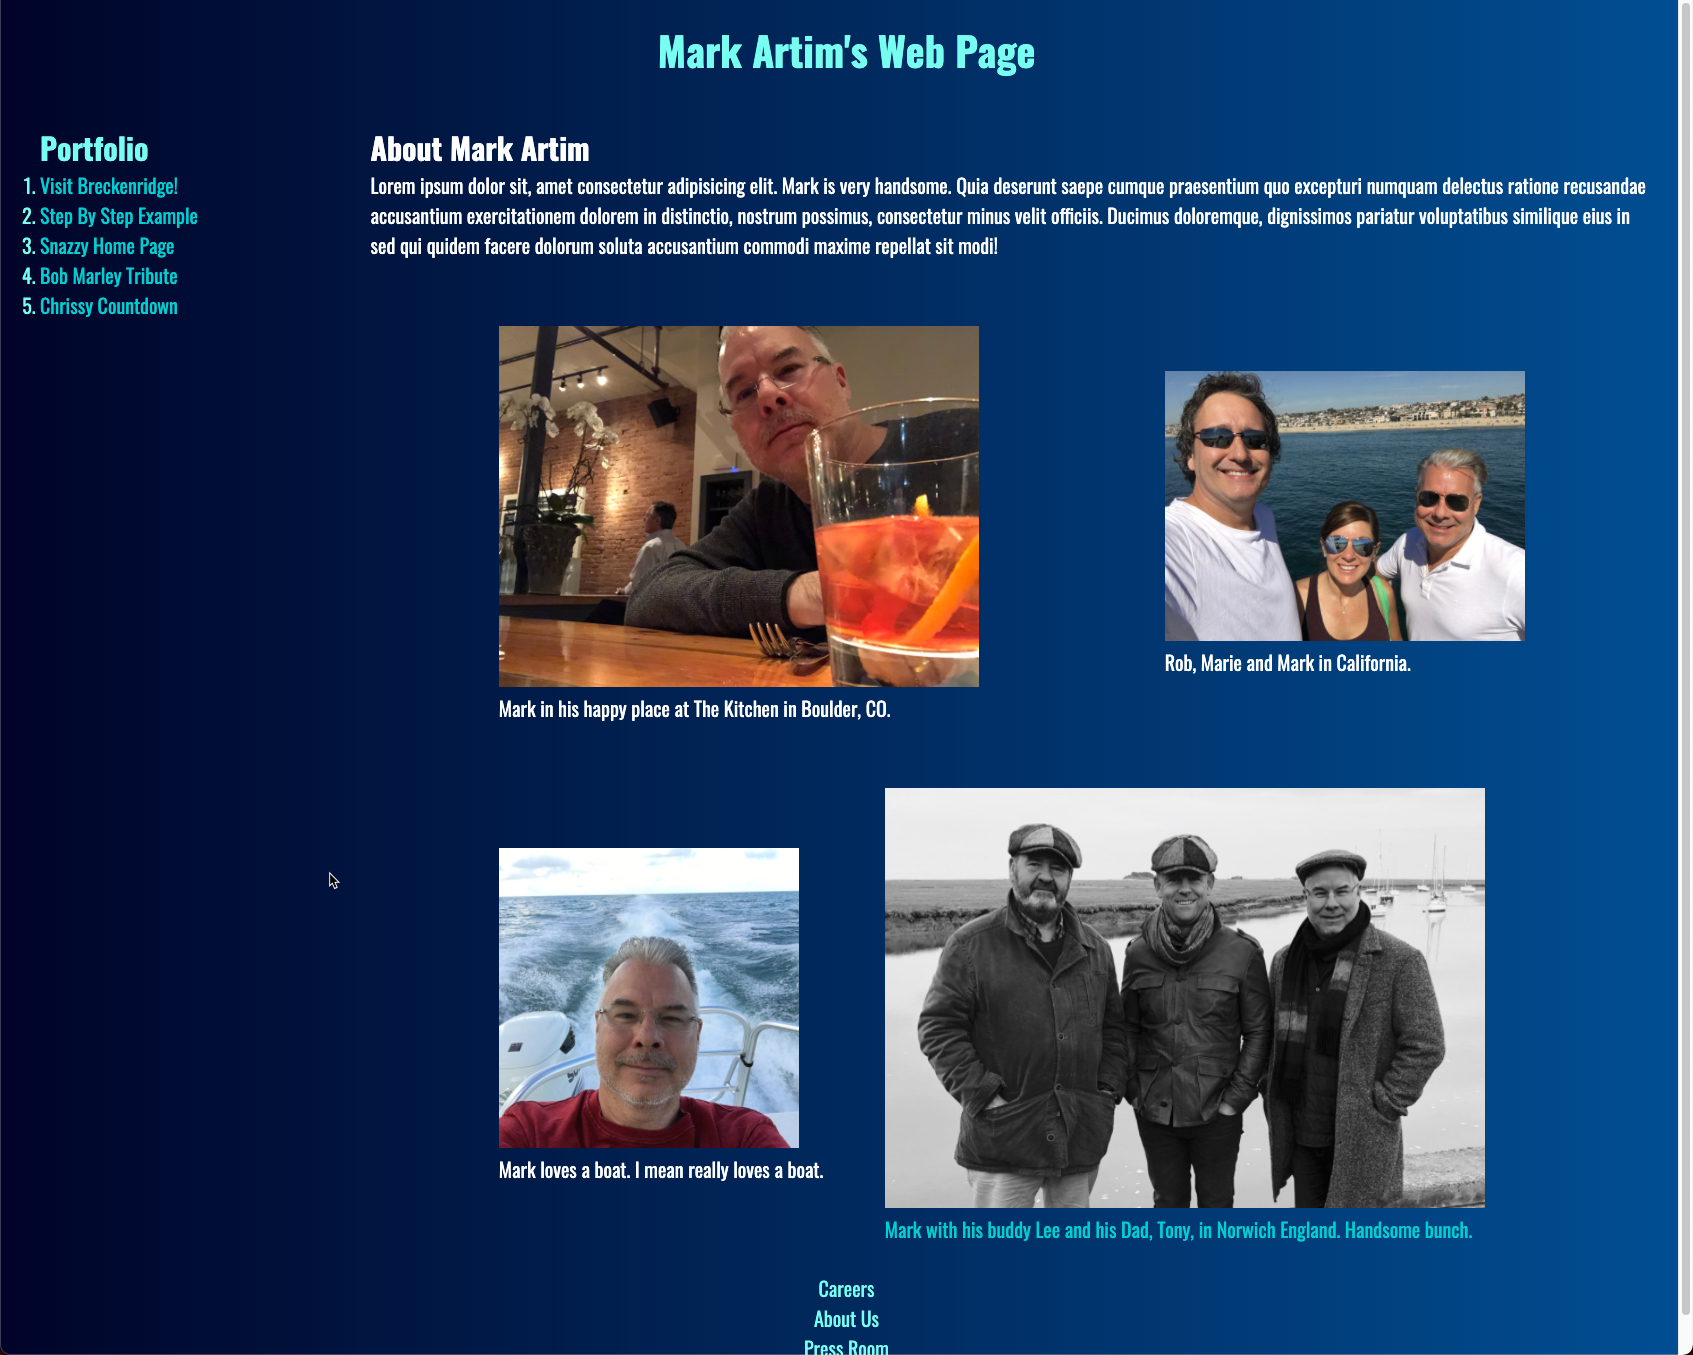 Mark Artim's Web Page
Portfolio
1. Visit Breckenridge!
2. Step By Step Example
3. Snazzy Home Page
4. Bob Marley Tribute
5. Chrissy Countdown
About Mark Artim
Lorem ipsum dolor sit, amet consectetur adipisicing elit. Mark is very handsome. Quia deserunt saepe cumque praesentium quo excepturi numquam delectus ratione recusandae
accusantium exercitationem dolorem in distinctio, nostrum possimus, consectetur minus velit officiis. Ducimus doloremque, dignissimos pariatur voluptatibus similique eius in
sed qui quidem facere dolorum soluta accusantium commodi maxime repellat sit modi!
Mark in his happy place at The Kitchen in Boulder, CO.
Rob, Marie and Mark in California.
Mark loves a boat. I mean really loves a boat.
Mark with his buddy Lee and his Dad, Tony, in Norwich England. Handsome bunch.
Careers
About Us
Press Room